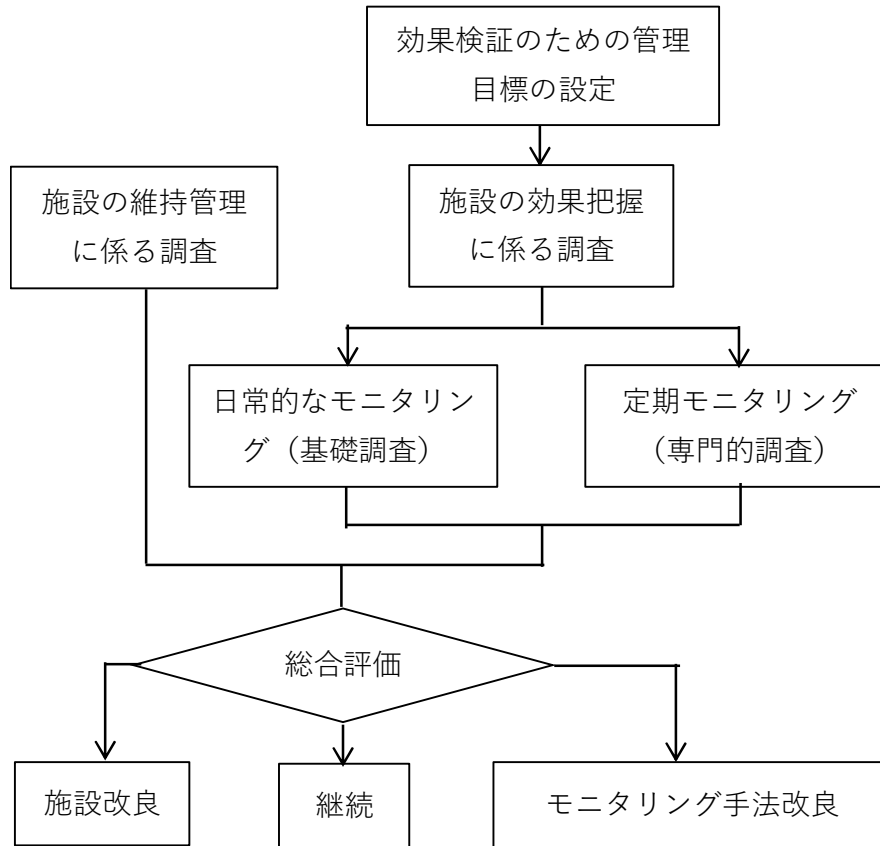 効果検証のための管理
目標の設定
施設の維持管理
に係る調査
施設の効果把握
に係る調査
日常的なモニタリン
グ（基礎調査）
定期モニタリング
（専門的調査）
総合評価
施設改良
継続
モニタリング手法改良